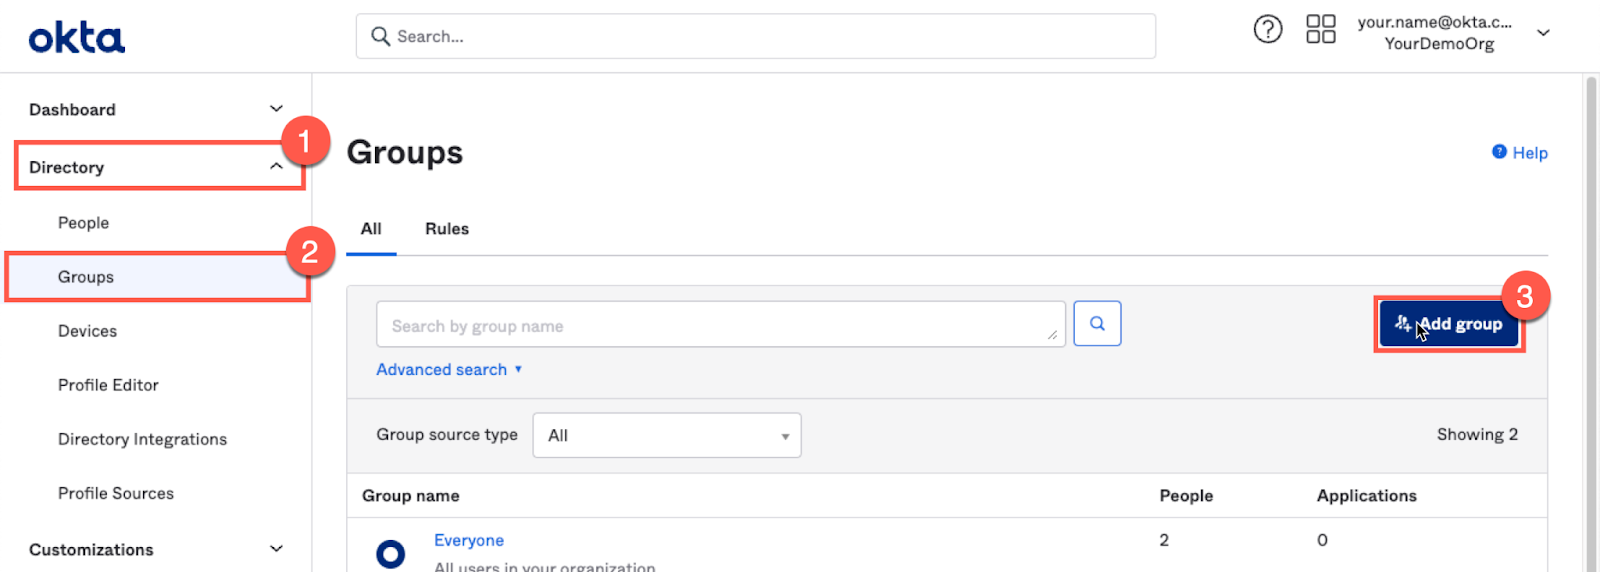 okta
Search...
your.name@okta.c...
YourDemoOrg
Dashboard
1
Directory
People
2
Groups
Devices
Profile Editor
Directory Integrations
Profile Sources
Customizations
Groups
Help
All
Rules
Search by group name
3
Add group
Advanced search
Group source type
All
Showing 2
Group name People Applications
Everyone 2 0
All users in your organization